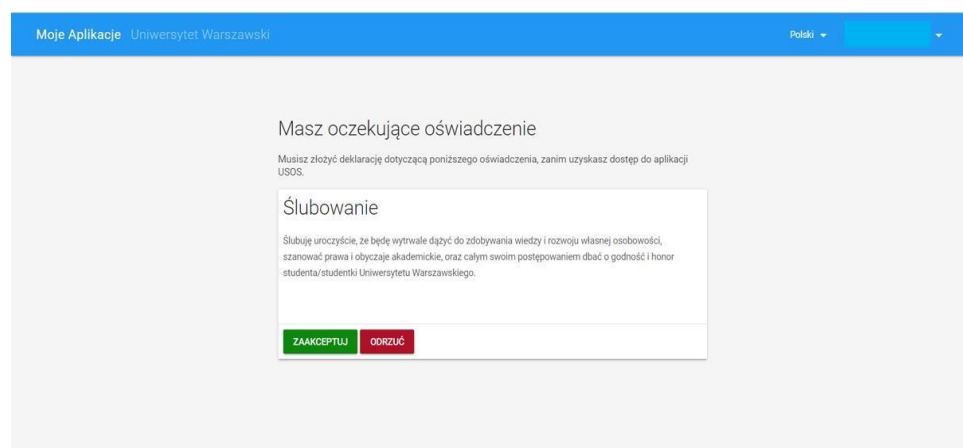 Moje Aplikacje Uniwersytet Warszawski
Polski
Masz oczekujące oświadczenie
Musisz złożyć deklarację dotyczącą poniższego oświadczenia, zanim uzyskasz dostęp do aplikacji
USOS.
Ślubowanie
Ślubuję uroczyście, że będę wytrwale dążyć do zdobywania wiedzy i rozwoju własnej osobowości,
szanować prawa i obyczaje akademickie, oraz całym swoim postępowaniem dbać o godność i honor
studenta/studentki Uniwersytetu Warszawskiego.
ZAAKCEPTUJ ODRZUĆ